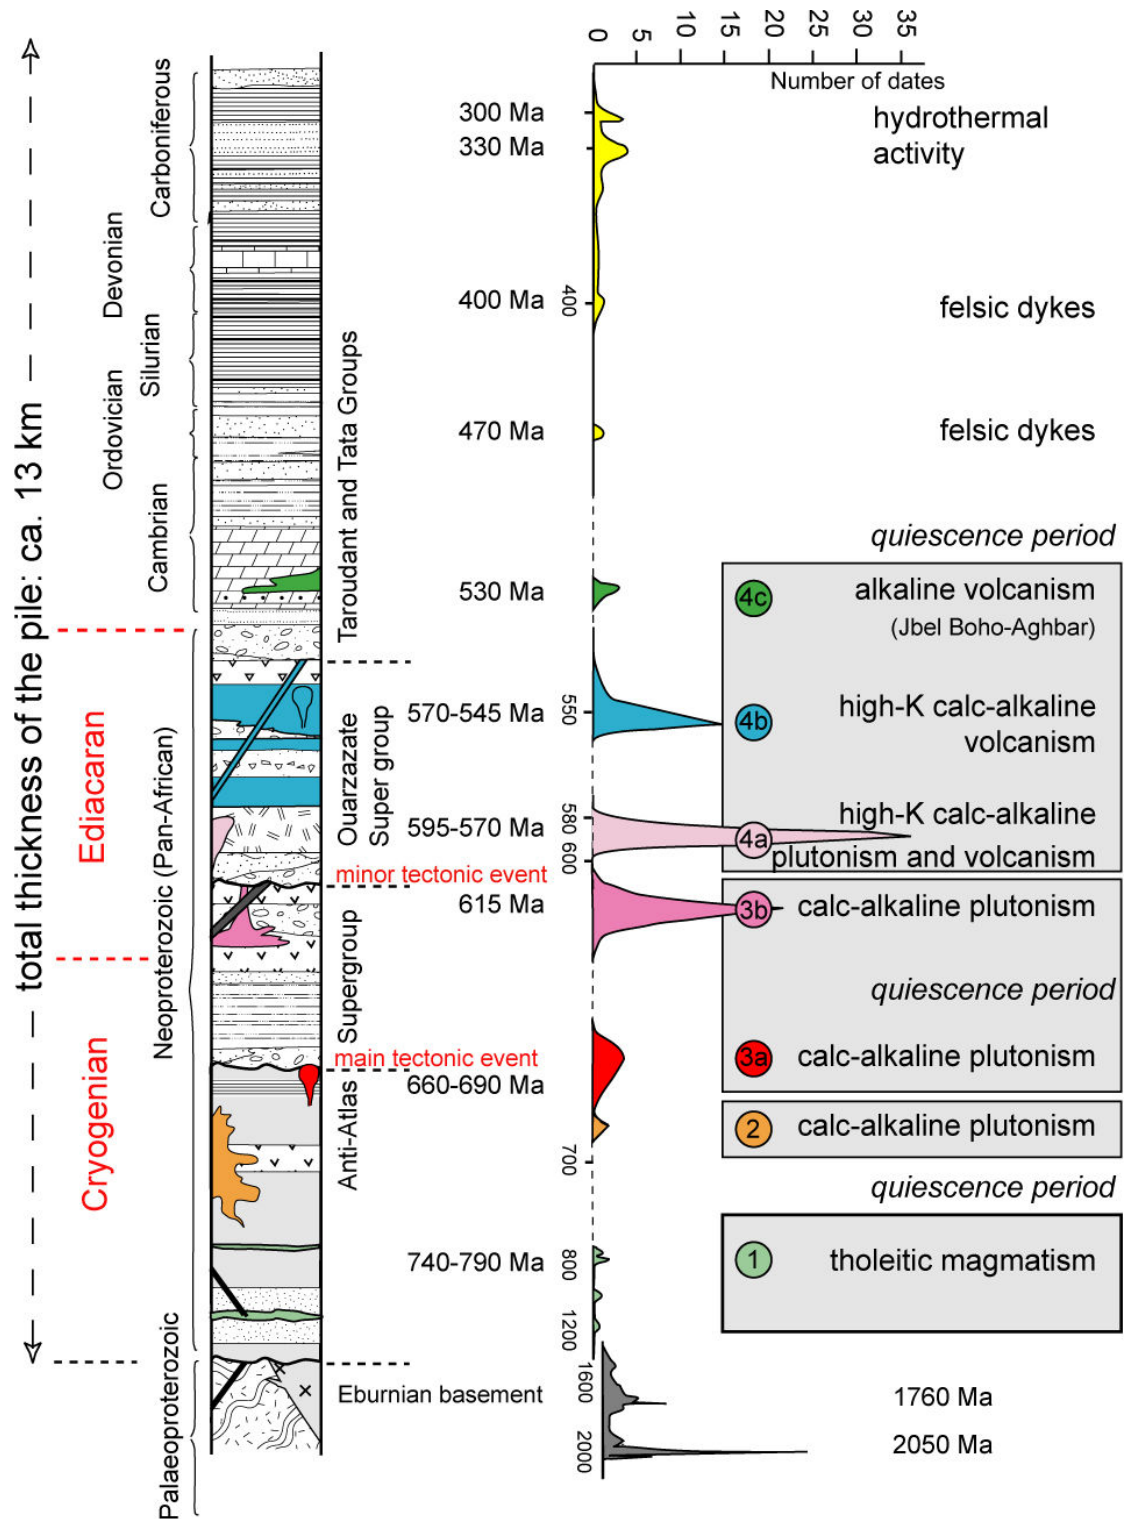 0 5 10 15 20 25 30 35
Number of dates
total thickness of the pile: ca. 13 km
Carboniferous
Devonian
Silurian
Ordovician
Cambrian
Ediacaran
Cryogenian
Neoproterozoic (Pan-African)
Palaeoproterozoic
Taroudant and Tata Groups
Ouarzazate
Super group
Anti-Atlas Supergroup
Eburnian basement
minor tectonic event
main tectonic event
300 Ma
330 Ma
400 Ma
470 Ma
530 Ma
570-545 Ma
595-570 Ma
615 Ma
660-690 Ma
740-790 Ma
400
550
580
600
700
800
1200
1600
2000
hydrothermal
activity
felsic dykes
felsic dykes
quiescence period
4c alkaline volcanism
(Jbel Boho-Aghbar)
4b high-K calc-alkaline
volcanism
high-K calc-alkaline
4a plutonism and volcanism
3b calc-alkaline plutonism
quiescence period
3a calc-alkaline plutonism
2 calc-alkaline plutonism
quiescence period
1 tholeitic magmatism
1760 Ma
2050 Ma